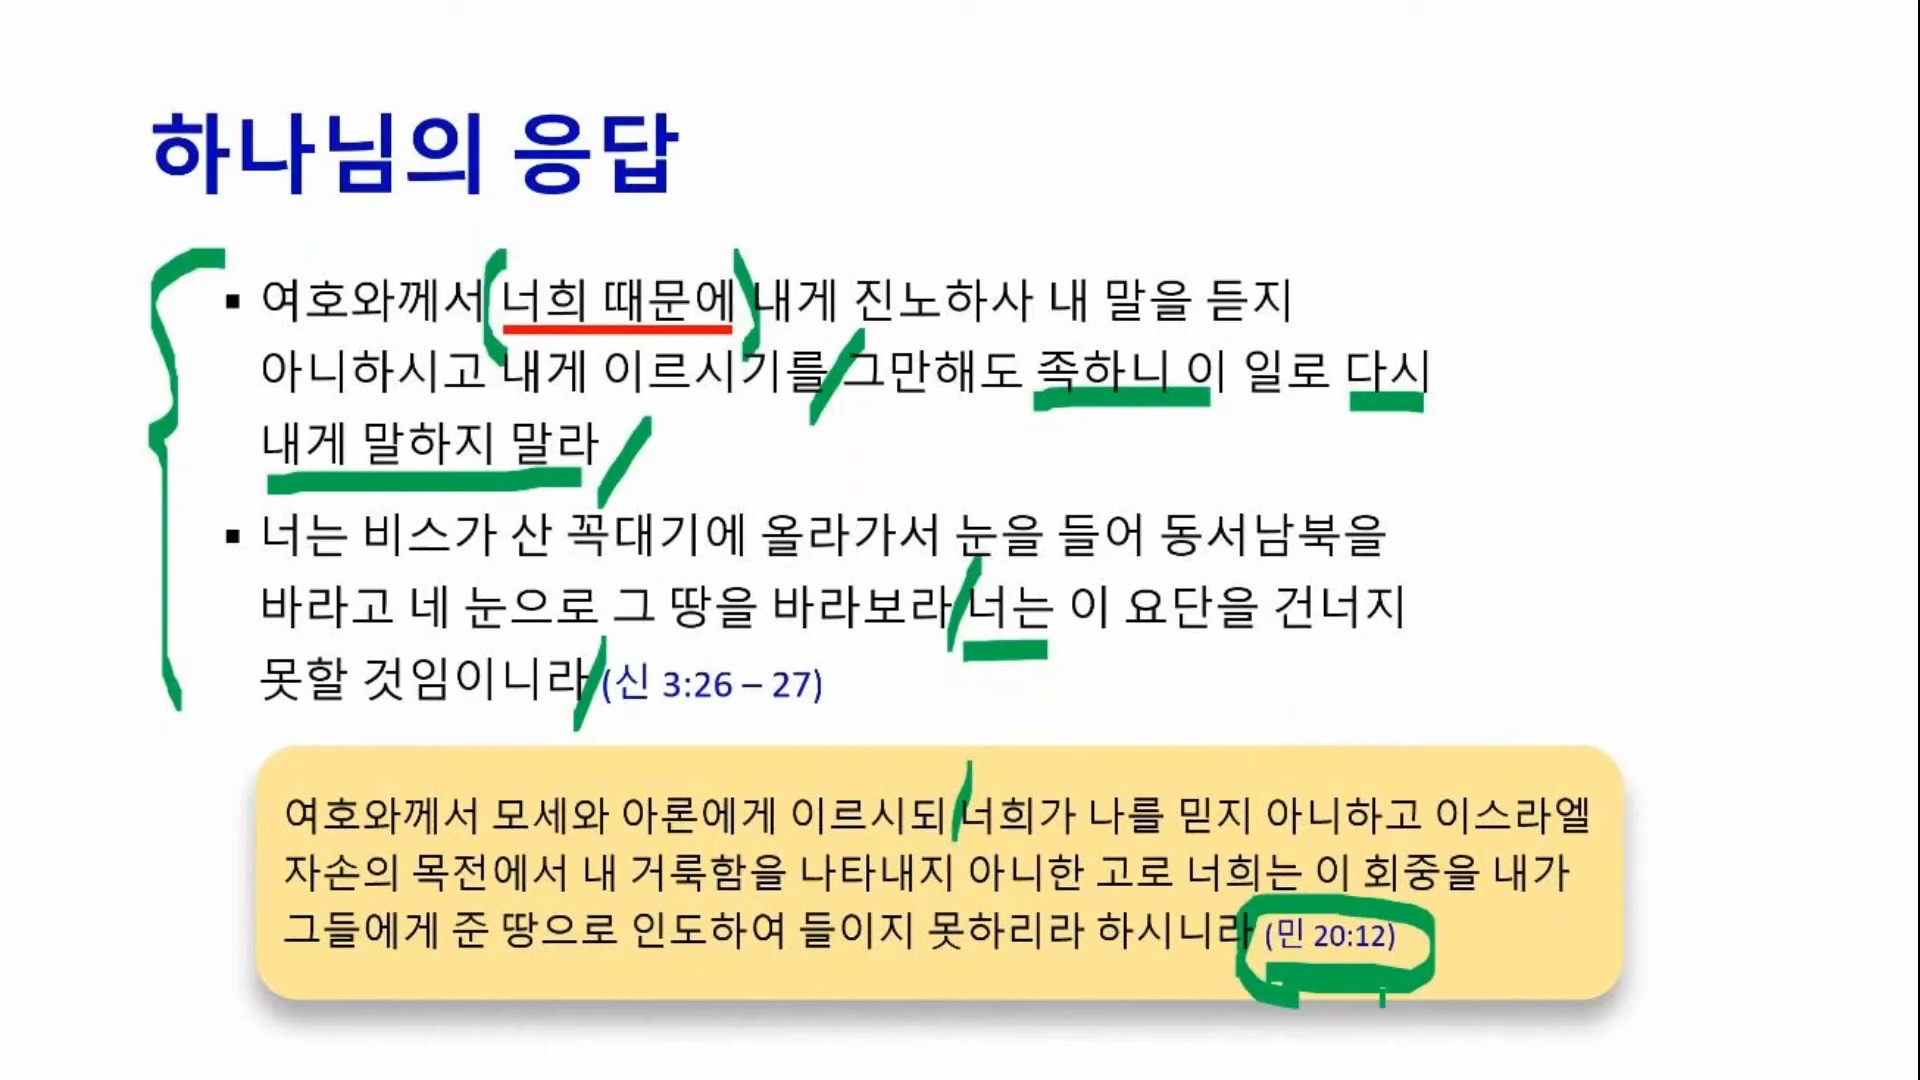 하나님의 응답
▪ 여호와께서 너희 때문에 내게 진노하사 내 말을 듣지
아니하시고 내게 이르시기를 그만해도 족하니 이 일로 다시
내게 말하지 말라
▪ 너는 비스가 산 꼭대기에 올라가서 눈을 들어 동서남북을
바라고 네 눈으로 그 땅을 바라보라 너는 이 요단을 건너지
못할 것임이니라 (신 3:26 – 27)
여호와께서 모세와 아론에게 이르시되 너희가 나를 믿지 아니하고 이스라엘
자손의 목전에서 내 거룩함을 나타내지 아니한 고로 너희는 이 회중을 내가
그들에게 준 땅으로 인도하여 들이지 못하리라 하시니라 (민 20:12)